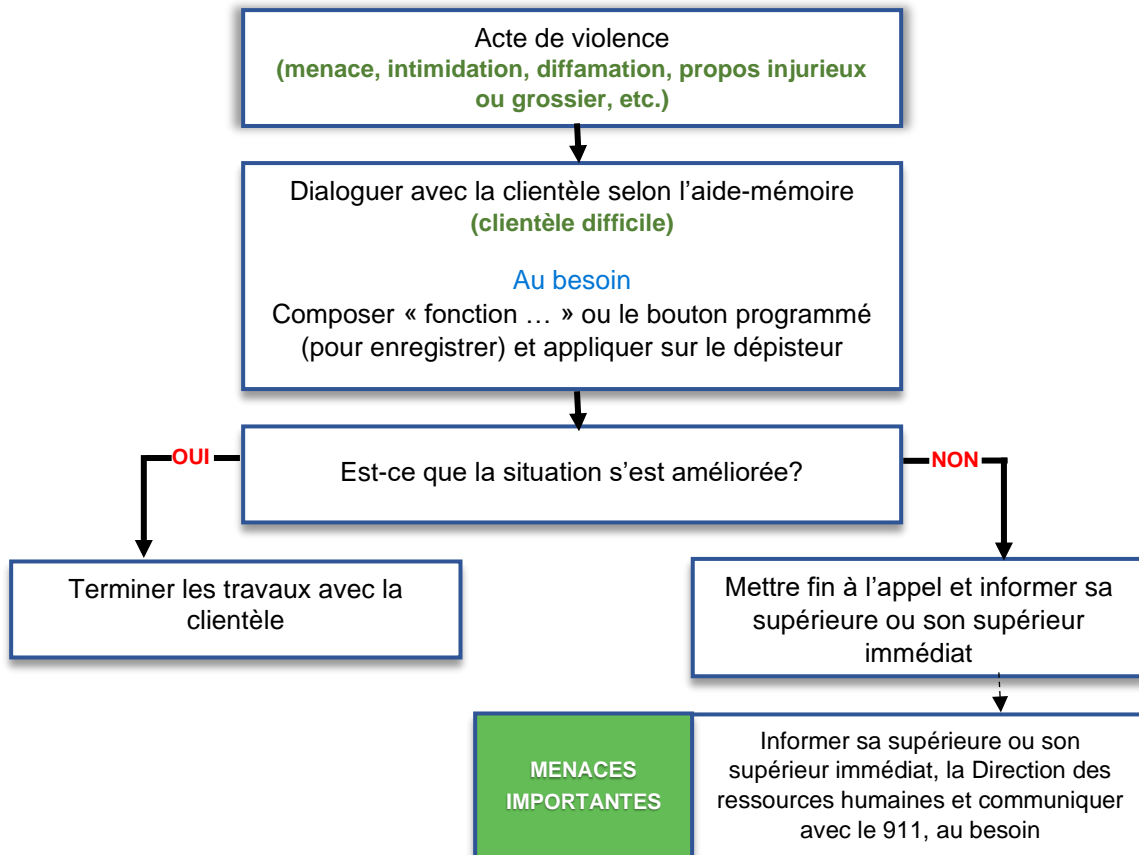 Acte de violence
(menace, intimidation, diffamation, propos injurieux
ou grossier, etc.)
Dialoguer avec la clientèle selon l’aide-mémoire
(clientèle difficile)
Au besoin
Composer « fonction … » ou le bouton programmé
(pour enregistrer) et appliquer sur le dépisteur
OUI
Est-ce que la situation s’est améliorée?
NON
Terminer les travaux avec la
clientèle
Mettre fin à l’appel et informer sa
supérieure ou son supérieur
immédiat
MENACES
IMPORTANTES
Informer sa supérieure ou son
supérieur immédiat, la Direction des
ressources humaines et communiquer
avec le 911, au besoin